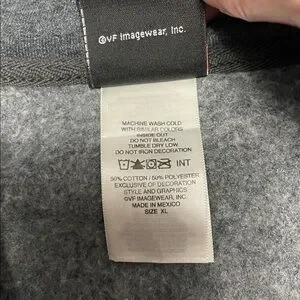 ©VF Imagewear, Inc.
MACHINE WASH COLD
WITH SIMILAR COLORS
INSIDE OUT
DO NOT BLEACH
TUMBLE DRY LOW
DO NOT IRON DECORATION
INT
50% COTTON / 50% POLYESTER
EXCLUSIVE OF DECORATION
STYLE AND GRAPHICS
©VF IMAGEWEAR, INC.
MADE IN MEXICO
SIZE XL